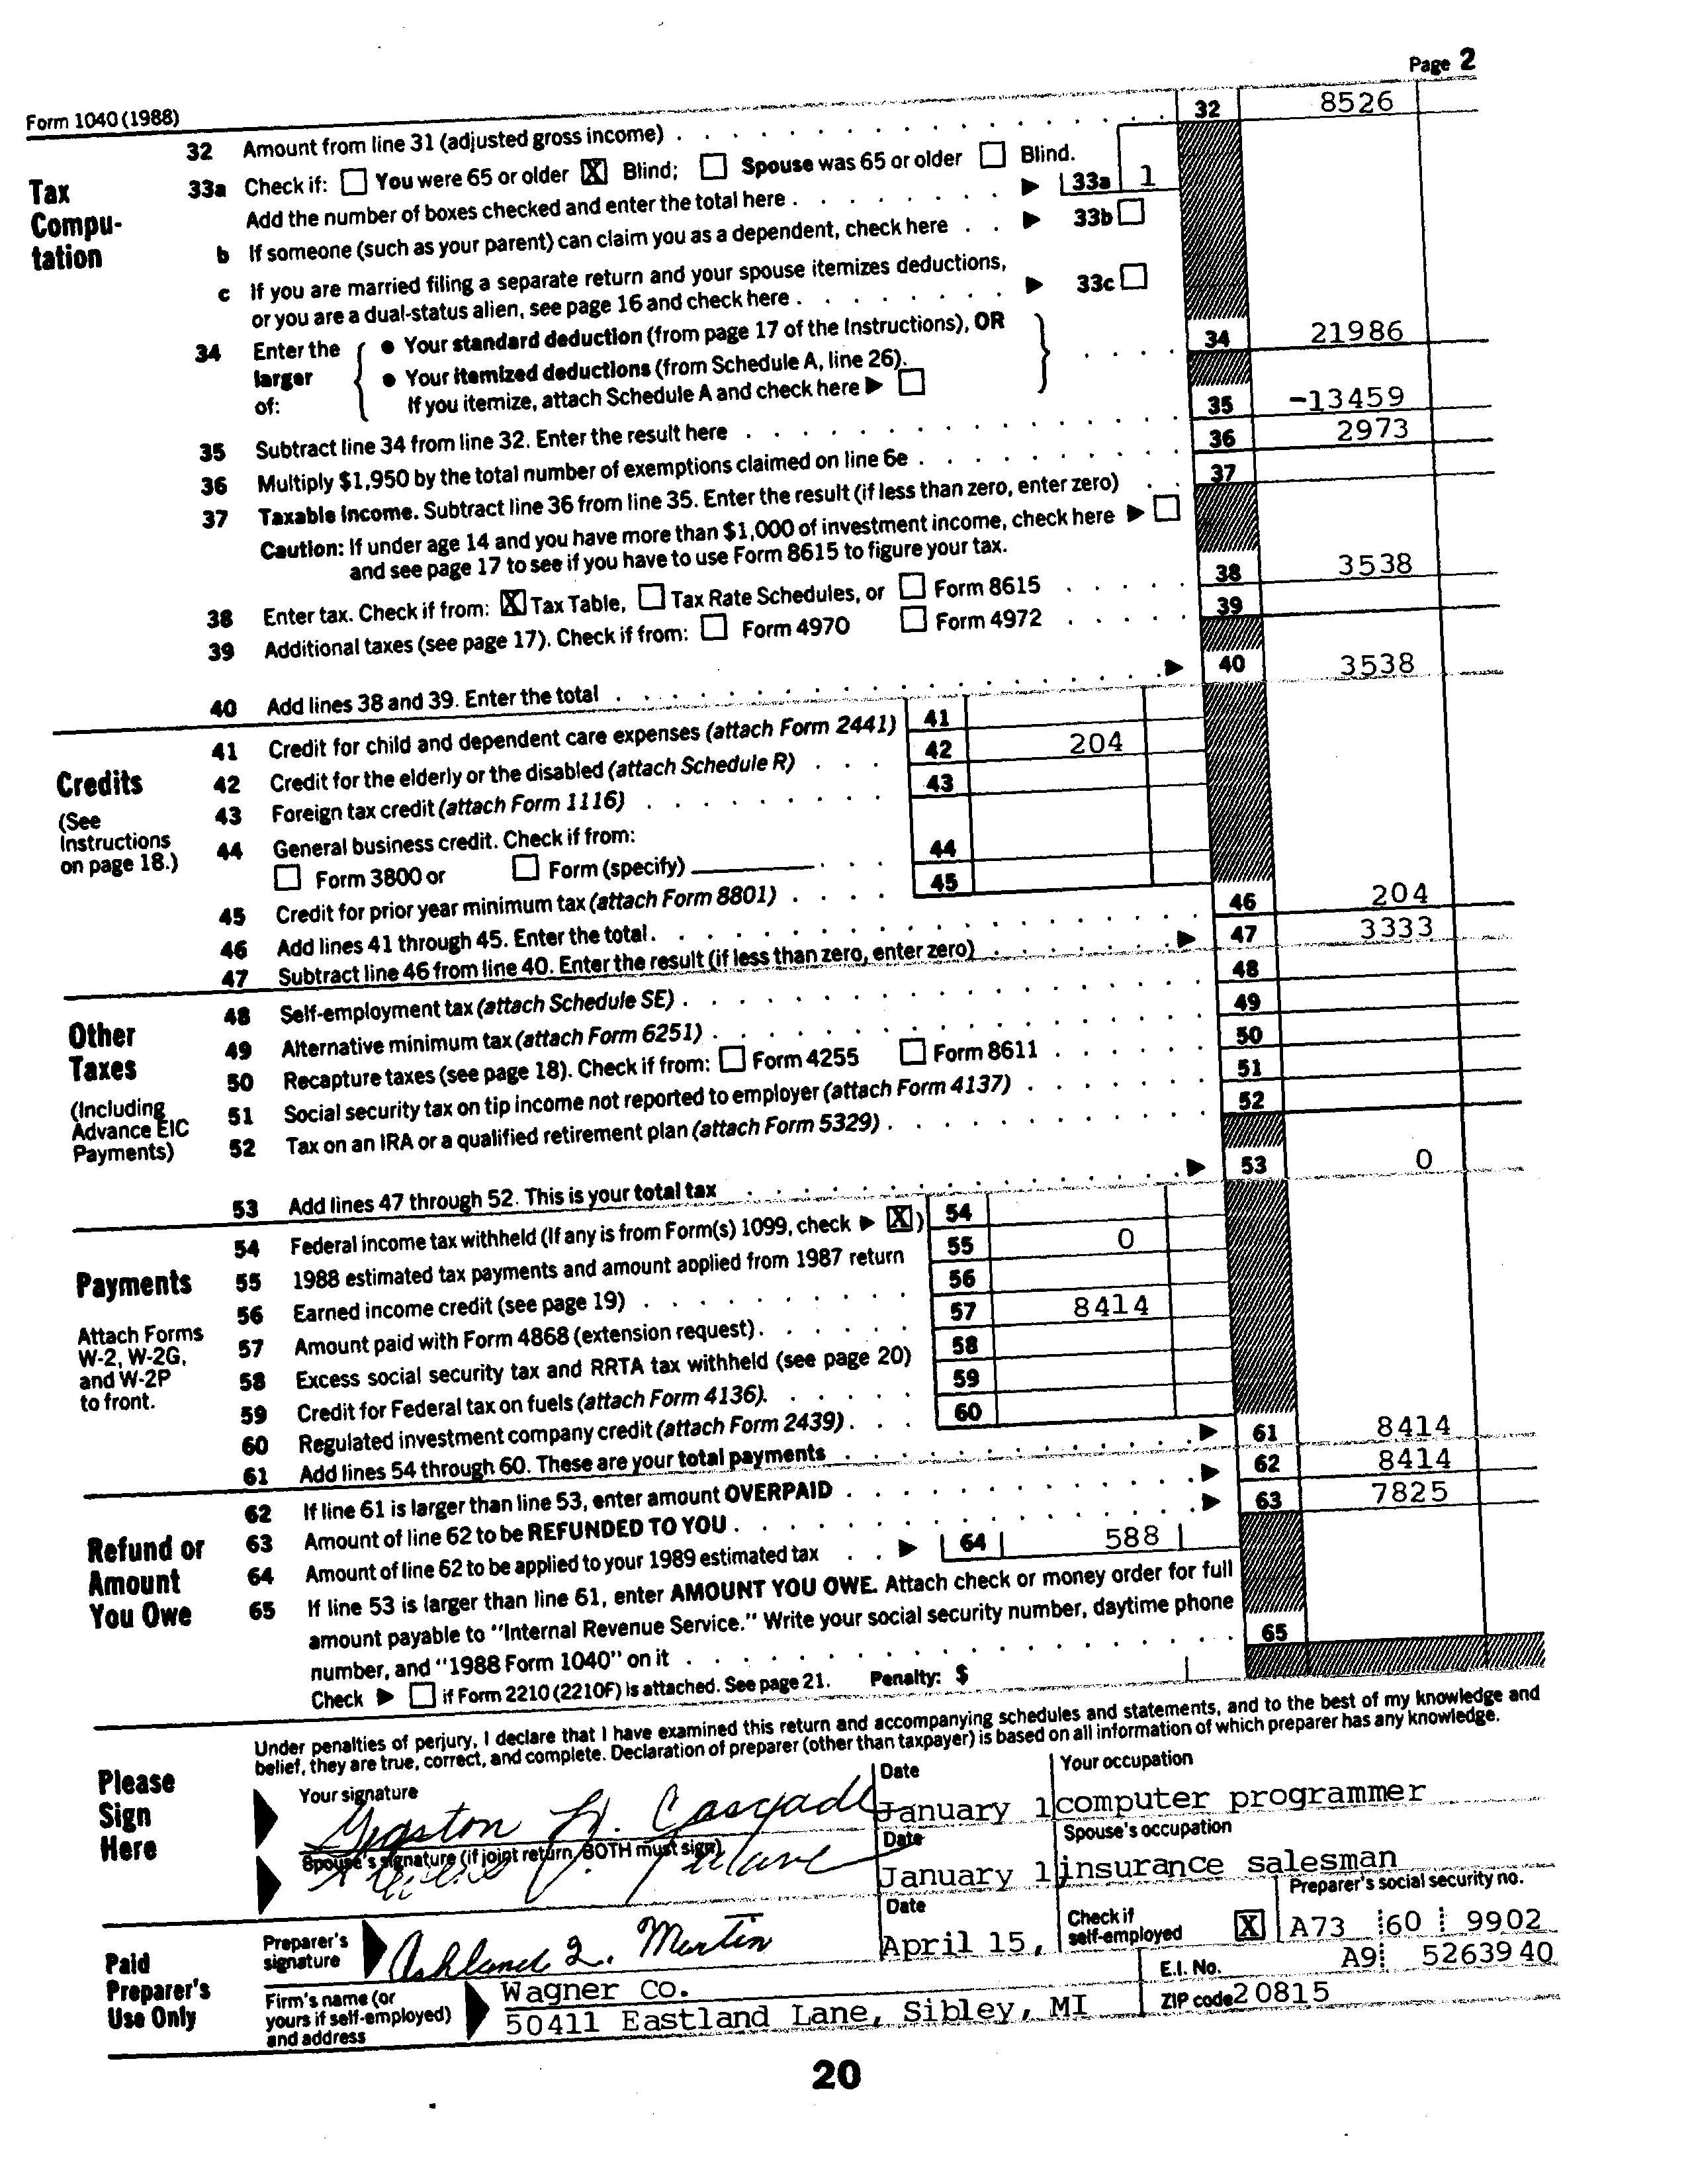 Page 2
Form 1040 (1988)
32 Amount from line 31 (adjusted gross income) 32 8526
Tax Compu- tation
33a Check if: You were 65 or older X Blind; Spouse was 65 or older Blind.
Add the number of boxes checked and enter the total here 33a 1
b If someone (such as your parent) can claim you as a dependent, check here 33b
c If you are married filing a separate return and your spouse itemizes deductions,
or you are a dual-status alien, see page 16 and check here 33c
34 Enter the larger of:
• Your standard deduction (from page 17 of the Instructions), OR
• Your itemized deductions (from Schedule A, line 26).
If you itemize, attach Schedule A and check here
34 21986
35 Subtract line 34 from line 32. Enter the result here 35 -13459
36 Multiply $1,950 by the total number of exemptions claimed on line 6e 36 2973
37 Taxable income. Subtract line 36 from line 35. Enter the result (if less than zero, enter zero) 37
Caution: If under age 14 and you have more than $1,000 of investment income, check here
and see page 17 to see if you have to use Form 8615 to figure your tax.
38 Enter tax. Check if from: X Tax Table, Tax Rate Schedules, or Form 8615 38 3538
39 Additional taxes (see page 17). Check if from: Form 4970 Form 4972 39
40 Add lines 38 and 39. Enter the total 40 3538
Credits
(See Instructions on page 18.)
41 Credit for child and dependent care expenses (attach Form 2441) 41
42 Credit for the elderly or the disabled (attach Schedule R) 42 204
43 Foreign tax credit (attach Form 1116) 43
44 General business credit. Check if from:
Form 3800 or Form (specify) 44
45 Credit for prior year minimum tax (attach Form 8801) 45
46 Add lines 41 through 45. Enter the total 46 204
47 Subtract line 46 from line 40. Enter the result (if less than zero, enter zero) 47 3333
Other Taxes
(Including Advance EIC Payments)
48 Self-employment tax (attach Schedule SE) 48
49 Alternative minimum tax (attach Form 6251) 49
50 Recapture taxes (see page 18). Check if from: Form 4255 Form 8611 50
51 Social security tax on tip income not reported to employer (attach Form 4137) 51
52 Tax on an IRA or a qualified retirement plan (attach Form 5329) 52
53 Add lines 47 through 52. This is your total tax 53 0
Payments
Attach Forms W-2, W-2G, and W-2P to front.
54 Federal income tax withheld (If any is from Form(s) 1099, check X) 54
55 1988 estimated tax payments and amount applied from 1987 return 55 0
56 Earned income credit (see page 19) 56
57 Amount paid with Form 4868 (extension request) 57 8414
58 Excess social security tax and RRTA tax withheld (see page 20) 58
59 Credit for Federal tax on fuels (attach Form 4136). 59
60 Regulated investment company credit (attach Form 2439) 60
61 Add lines 54 through 60. These are your total payments 61 8414
Refund or Amount You Owe
62 If line 61 is larger than line 53, enter amount OVERPAID 62 8414
63 Amount of line 62 to be REFUNDED TO YOU 63 7825
64 Amount of line 62 to be applied to your 1989 estimated tax 64 588
65 If line 53 is larger than line 61, enter AMOUNT YOU OWE. Attach check or money order for full
amount payable to "Internal Revenue Service." Write your social security number, daytime phone
number, and "1988 Form 1040" on it 65
Check if Form 2210 (2210F) is attached. See page 21. Penalty: $
Under penalties of perjury, I declare that I have examined this return and accompanying schedules and statements, and to the best of my knowledge and
belief, they are true, correct, and complete. Declaration of preparer (other than taxpayer) is based on all information of which preparer has any knowledge.
Please Sign Here
Your signature Date Your occupation
Gaston January 1 computer programmer
Spouse's signature (if joint return, BOTH must sign) Date Spouse's occupation
January 1 insurance salesman
Paid Preparer's Use Only
Preparer's signature Date Check if self-employed Preparer's social security no.
Ashland Martin April 15, X A73 60 9902
Firm's name (or yours if self-employed) and address
Wagner Co. E.I. No. A9 5263940
50411 Eastland Lane, Sibley, MI ZIP code 20815
20